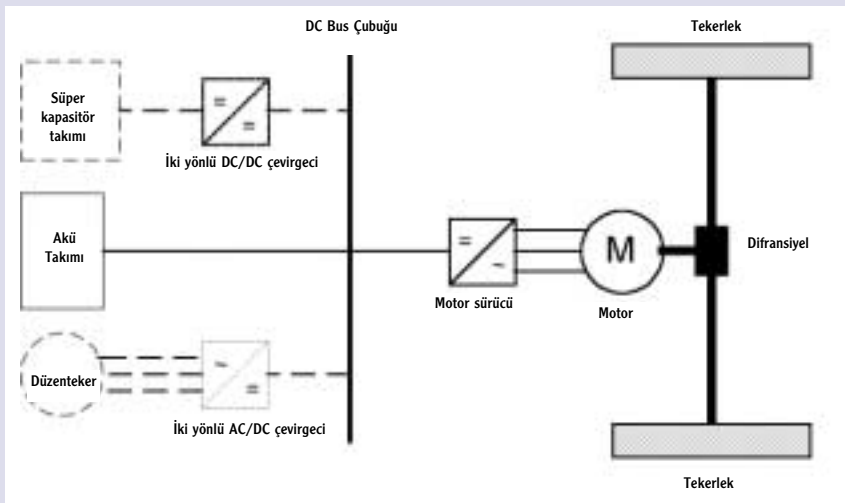 DC Bus Çubuğu
Tekerlek
Süper
kapasitör
takımı
=
=
İki yönlü DC/DC çevirgeci
Akü
Takımı
=
~
Motor sürücü
M
Motor
Difransiyel
Düzenteker
~
=
İki yönlü AC/DC çevirgeci
Tekerlek